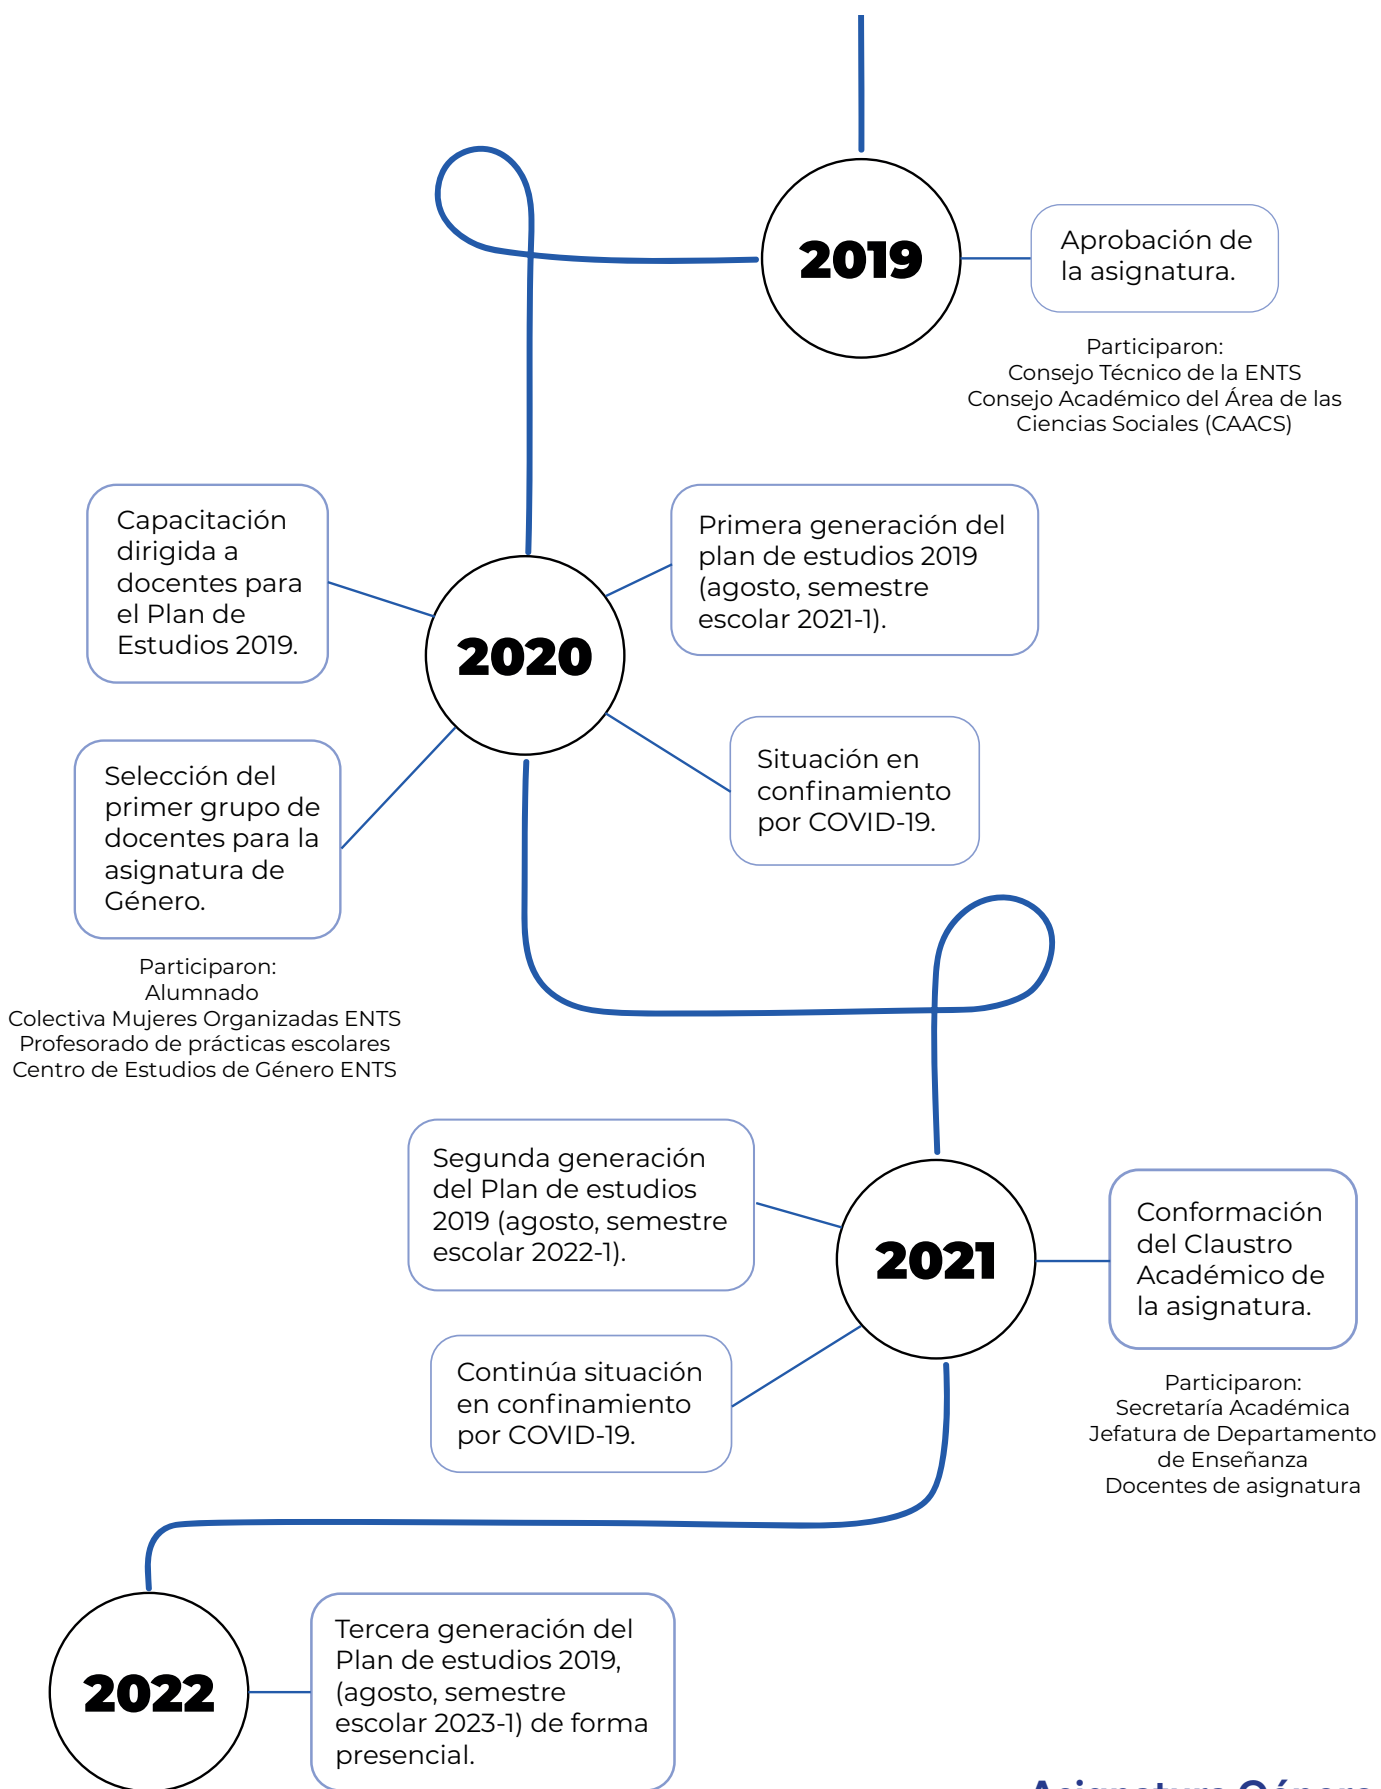 2019
Aprobación de
la asignatura.
Participaron:
Consejo Técnico de la ENTS
Consejo Académico del Área de las
Ciencias Sociales (CAACS)
Capacitación
dirigida a
docentes para
el Plan de
Estudios 2019.
Primera generación del
plan de estudios 2019
(agosto, semestre
escolar 2021-1).
2020
Selección del
primer grupo de
docentes para la
asignatura de
Género.
Situación en
confinamiento
por COVID-19.
Participaron:
Alumnado
Colectiva Mujeres Organizadas ENTS
Profesorado de prácticas escolares
Centro de Estudios de Género ENTS
Segunda generación
del Plan de estudios
2019 (agosto, semestre
escolar 2022-1).
2021
Conformación
del Claustro
Académico de
la asignatura.
Continúa situación
en confinamiento
por COVID-19.
Participaron:
Secretaría Académica
Jefatura de Departamento
de Enseñanza
Docentes de asignatura
2022
Tercera generación del
Plan de estudios 2019,
(agosto, semestre
escolar 2023-1) de forma
presencial.
Asignatura Género